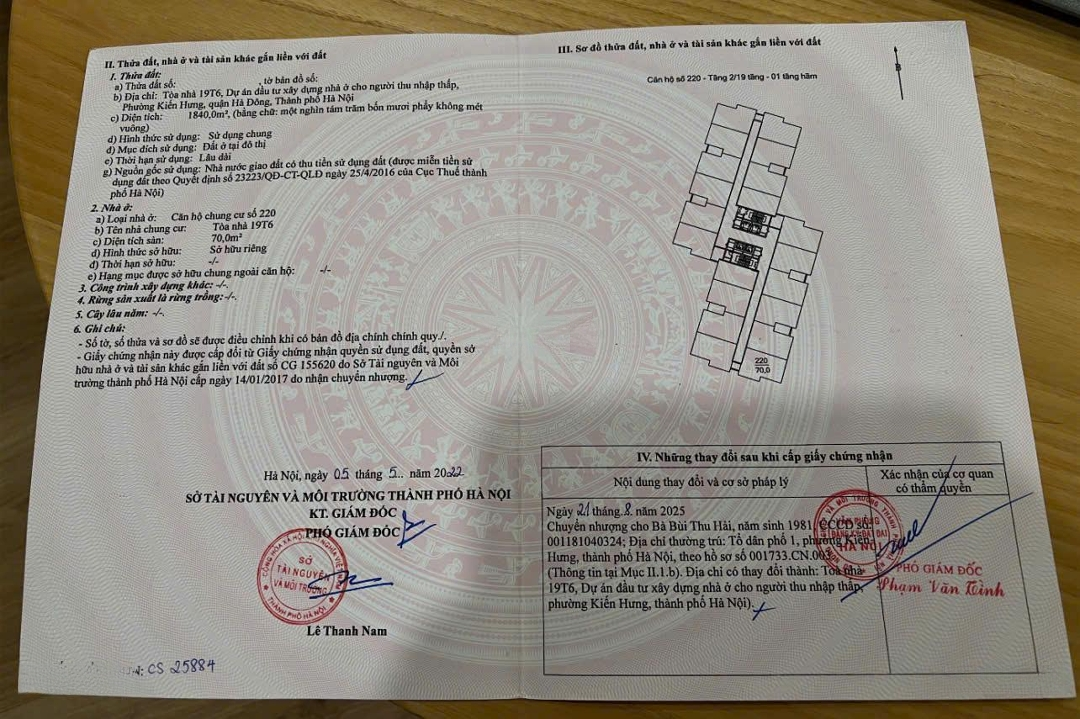 II. Thửa đất, nhà ở và tài sản khác gắn liền với đất
1. Thửa đất:
a) Thửa đất số: , tờ bản đồ số:
b) Địa chỉ: Tòa nhà 19T6, Dự án đầu tư xây dựng nhà ở cho người thu nhập thấp,
Phường Kiến Hưng, quận Hà Đông, Thành phố Hà Nội
c) Diện tích: 1840,0m², (bằng chữ: một nghìn tám trăm bốn mươi phẩy không mét
vuông)
d) Hình thức sử dụng: Sử dụng chung
đ) Mục đích sử dụng: Đất ở tại đô thị
e) Thời hạn sử dụng: Lâu dài
g) Nguồn gốc sử dụng: Nhà nước giao đất có thu tiền sử dụng đất (được miễn tiền sử
dụng đất theo Quyết định số 23223/QĐ-CT-QLĐ ngày 25/4/2016 của Cục Thuế thành
phố Hà Nội)
2. Nhà ở:
a) Loại nhà ở: Căn hộ chung cư số 220
b) Tên nhà chung cư: Tòa nhà 19T6
c) Diện tích sàn: 70,0m²
d) Hình thức sở hữu: Sở hữu riêng
đ) Thời hạn sở hữu: -/-
e) Hạng mục được sở hữu chung ngoài căn hộ: -/-
3. Công trình xây dựng khác: -/-.
4. Rừng sản xuất là rừng trồng: -/-.
5. Cây lâu năm: -/-.
6. Ghi chú:
- Số tờ, số thửa và sơ đồ sẽ được điều chỉnh khi có bản đồ địa chính chính quy./.
- Giấy chứng nhận này được cấp đổi từ Giấy chứng nhận quyền sử dụng đất, quyền sở
hữu nhà ở và tài sản khác gắn liền với đất số CG 155620 do Sở Tài nguyên và Môi
trường thành phố Hà Nội cấp ngày 14/01/2017 do nhận chuyển nhượng.
Hà Nội, ngày 05 tháng 5.. năm 2022
SỞ TÀI NGUYÊN VÀ MÔI TRƯỜNG THÀNH PHỐ HÀ NỘI
KT. GIÁM ĐỐC
PHÓ GIÁM ĐỐC
SỞ
TÀI NGUYÊN
VÀ MÔI TRƯỜNG
THÀNH PHỐ HÀ NỘI
Lê Thanh Nam
CS 25884
III. Sơ đồ thửa đất, nhà ở và tài sản khác gắn liền với đất
Căn hộ số 220 - Tầng 2/19 tầng - 01 tầng hầm
B
220
70,0
IV. Những thay đổi sau khi cấp giấy chứng nhận
Nội dung thay đổi và cơ sở pháp lý
Xác nhận của cơ quan
có thẩm quyền
Ngày 21 tháng 8. năm 2025
Chuyển nhượng cho Bà Bùi Thu Hải, năm sinh 1981, CCCD số:
001181040324; Địa chỉ thường trú: Tổ dân phố 1, phường Kiến
Hưng, thành phố Hà Nội, theo hồ sơ số 001733.CN.003
(Thông tin tại Mục II.1.b). Địa chỉ có thay đổi thành: Tòa nhà
19T6, Dự án đầu tư xây dựng nhà ở cho người thu nhập thấp,
phường Kiến Hưng, thành phố Hà Nội).
VĂN PHÒNG
ĐĂNG KÝ ĐẤT ĐAI
HÀ NỘI
PHÓ GIÁM ĐỐC
Phạm Văn Tình